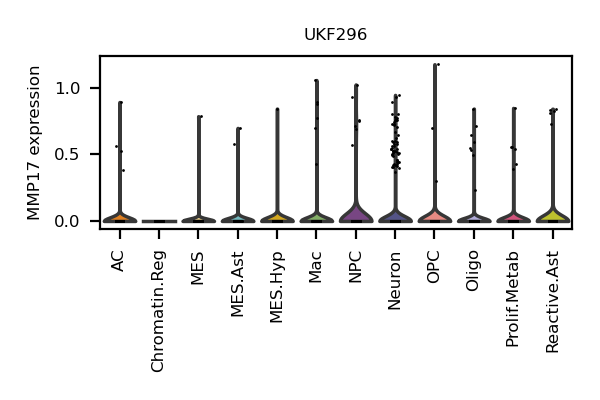 UKF296
MMP17 expression
1.0
0.5
0.0
AC
Chromatin.Reg
MES
MES.Ast
MES.Hyp
Mac
NPC
Neuron
OPC
Oligo
Prolif.Metab
Reactive.Ast